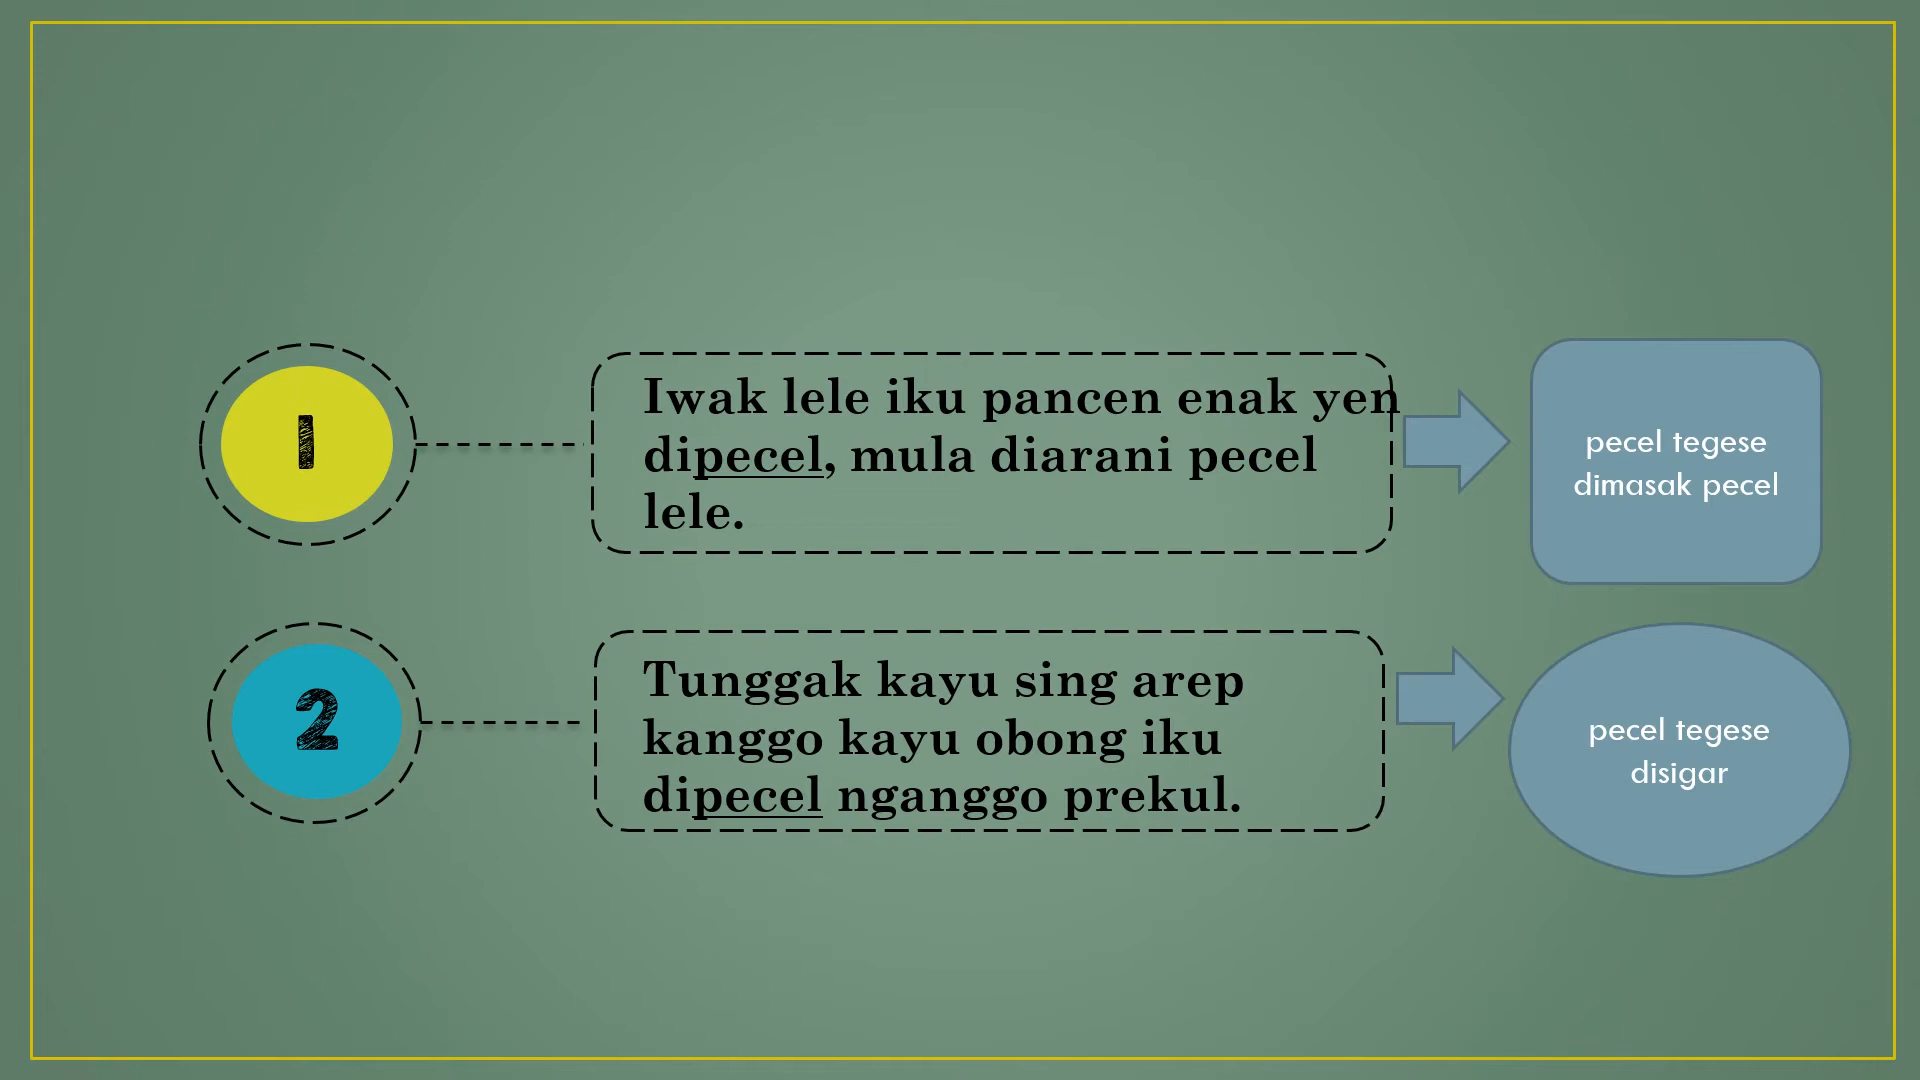 1
Iwak lele iku pancen enak yen
dipecel, mula diarani pecel
lele.
pecel tegese
dimasak pecel
2
Tunggak kayu sing arep
kanggo kayu obong iku
dipecel nganggo prekul.
pecel tegese
disigar